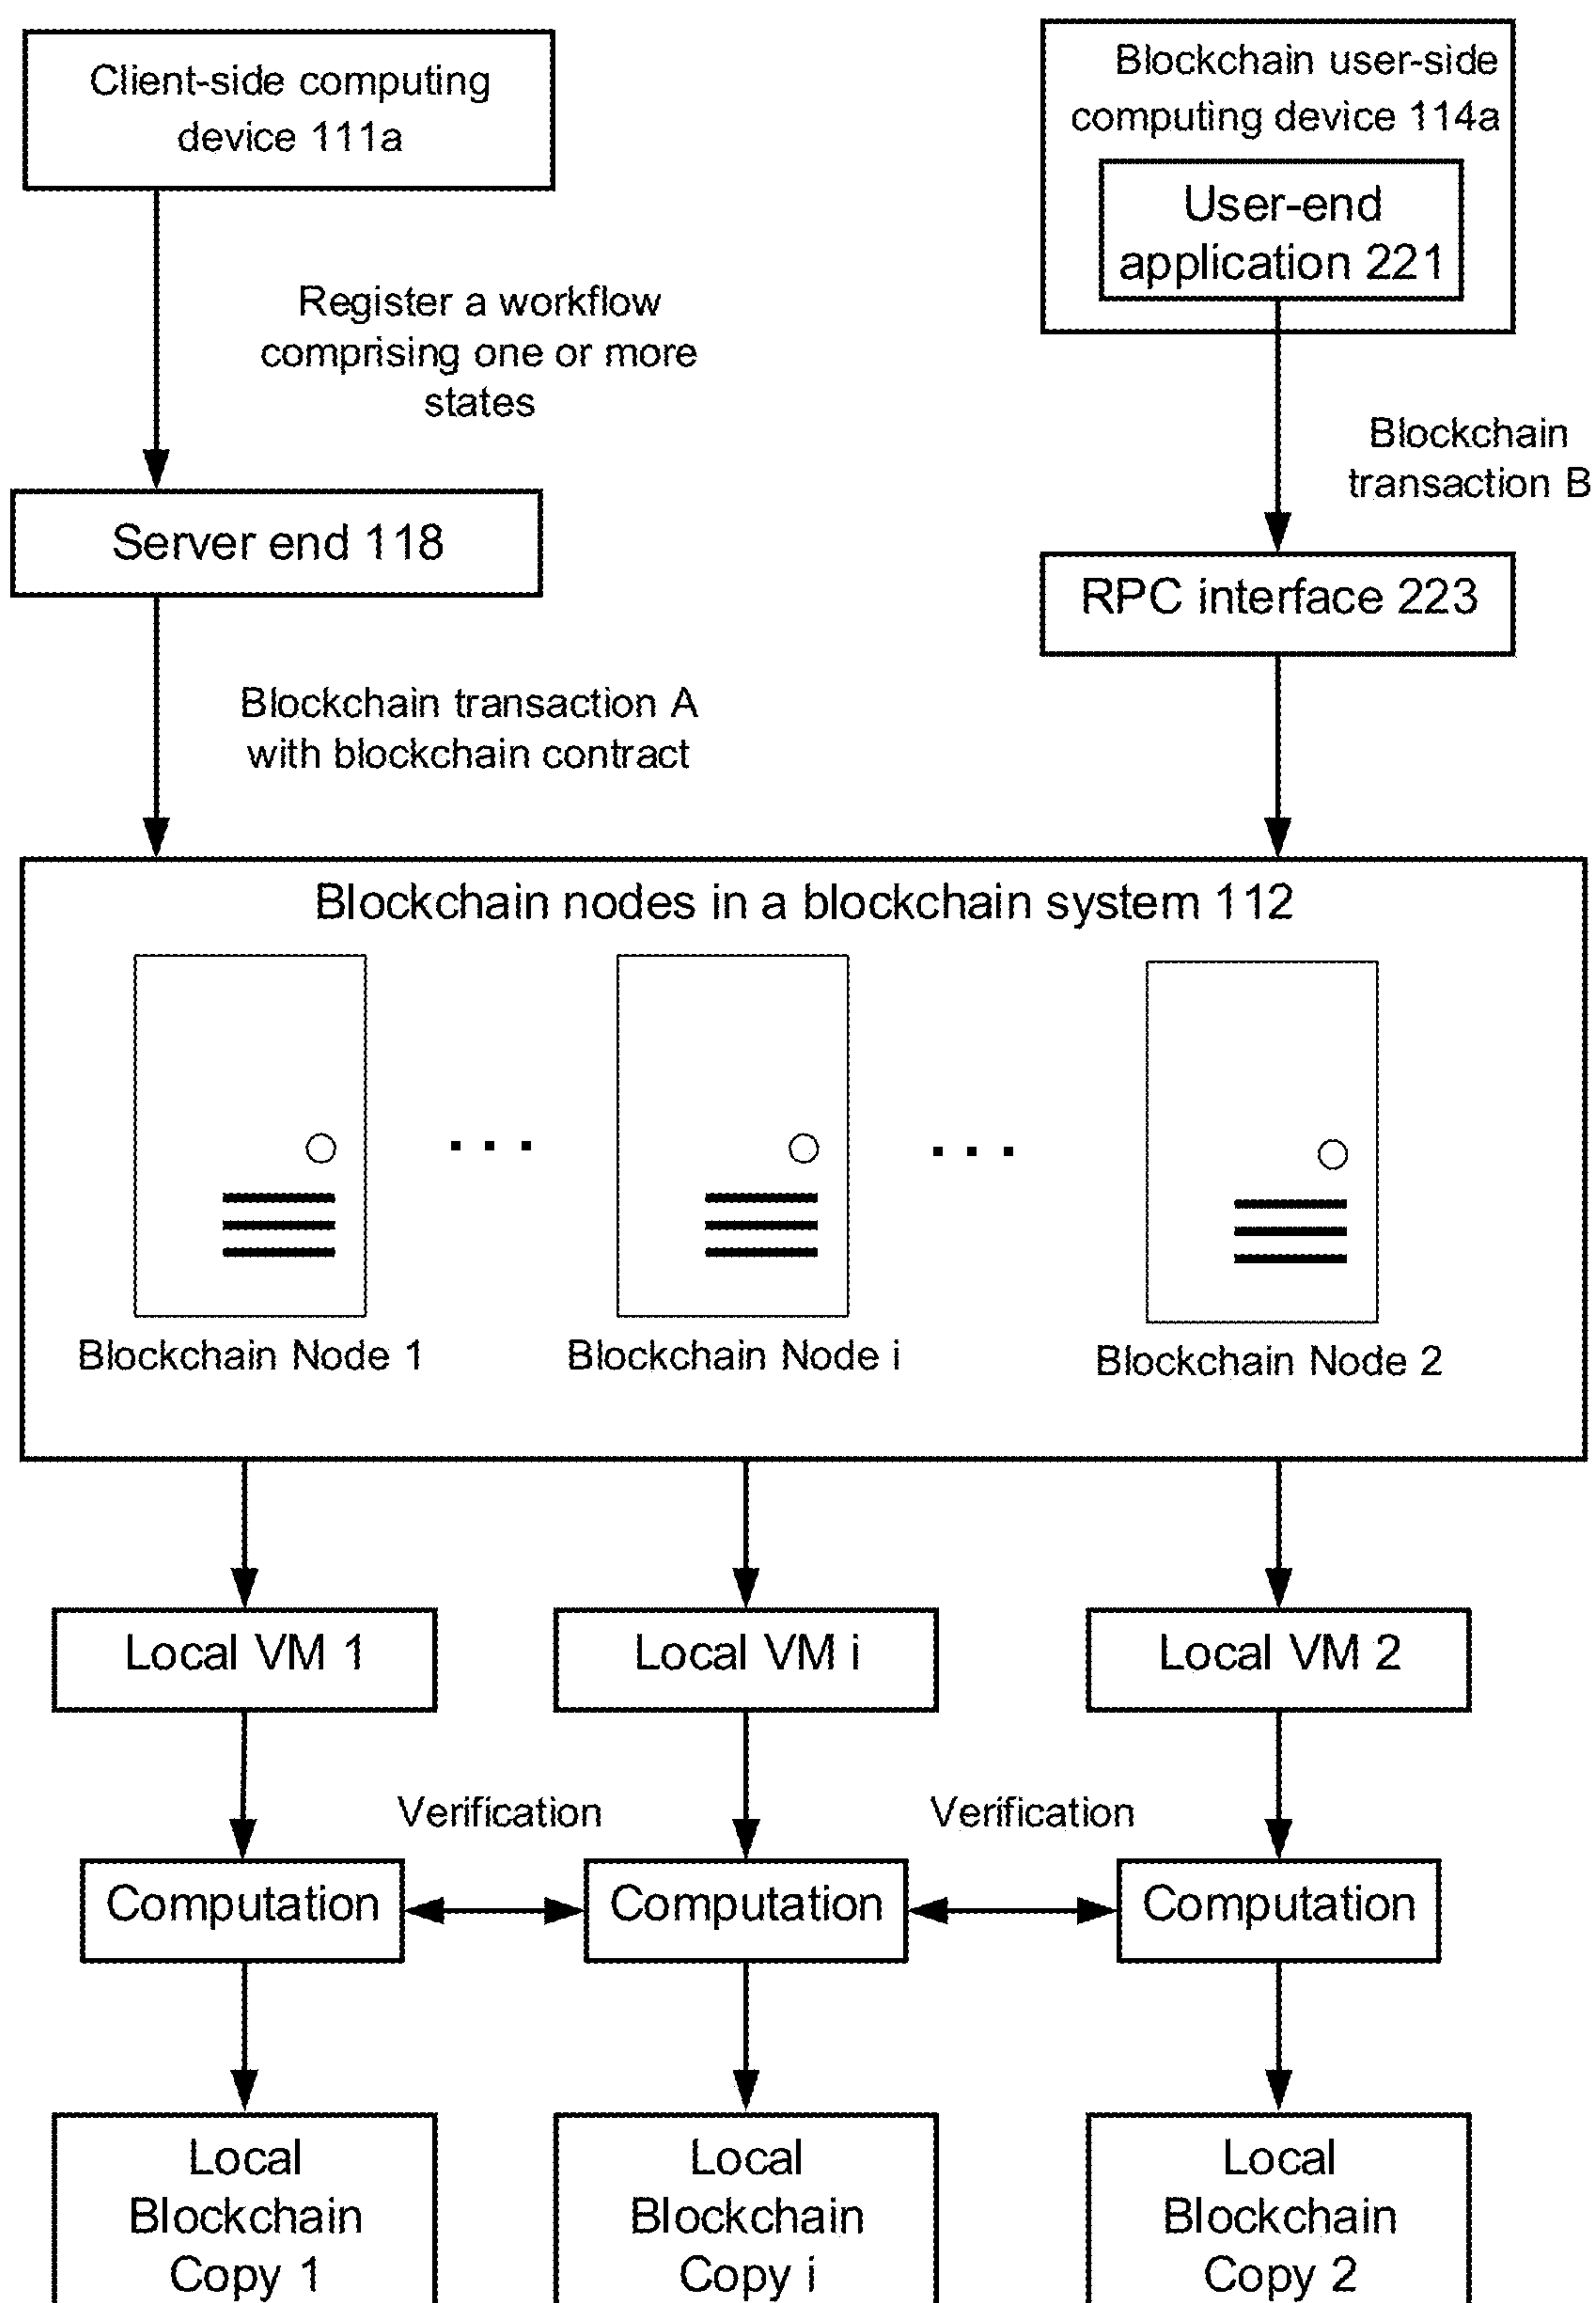 Client-side computing
device 111a
Blockchain user-side
computing device 114a
User-end
application 221
Register a workflow
comprising one or more
states
Blockchain
transaction B
Server end 118
RPC interface 223
Blockchain transaction A
with blockchain contract
Blockchain nodes in a blockchain system 112
. . .
. . .
Blockchain Node 1
Blockchain Node i
Blockchain Node 2
Local VM 1
Local VM i
Local VM 2
Verification
Verification
Computation
Computation
Computation
Local
Blockchain
Copy 1
Local
Blockchain
Copy i
Local
Blockchain
Copy 2